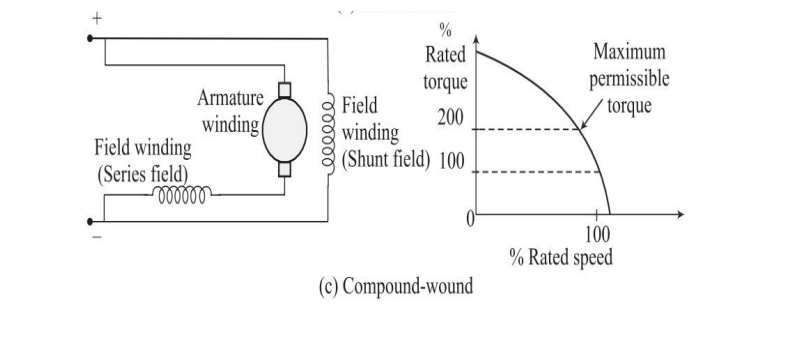 +
Armature
winding
Field winding
(Series field)
−
Field
winding
(Shunt field)
%
Rated
torque
200
100
0
Maximum
permissible
torque
100
% Rated speed
(c) Compound-wound